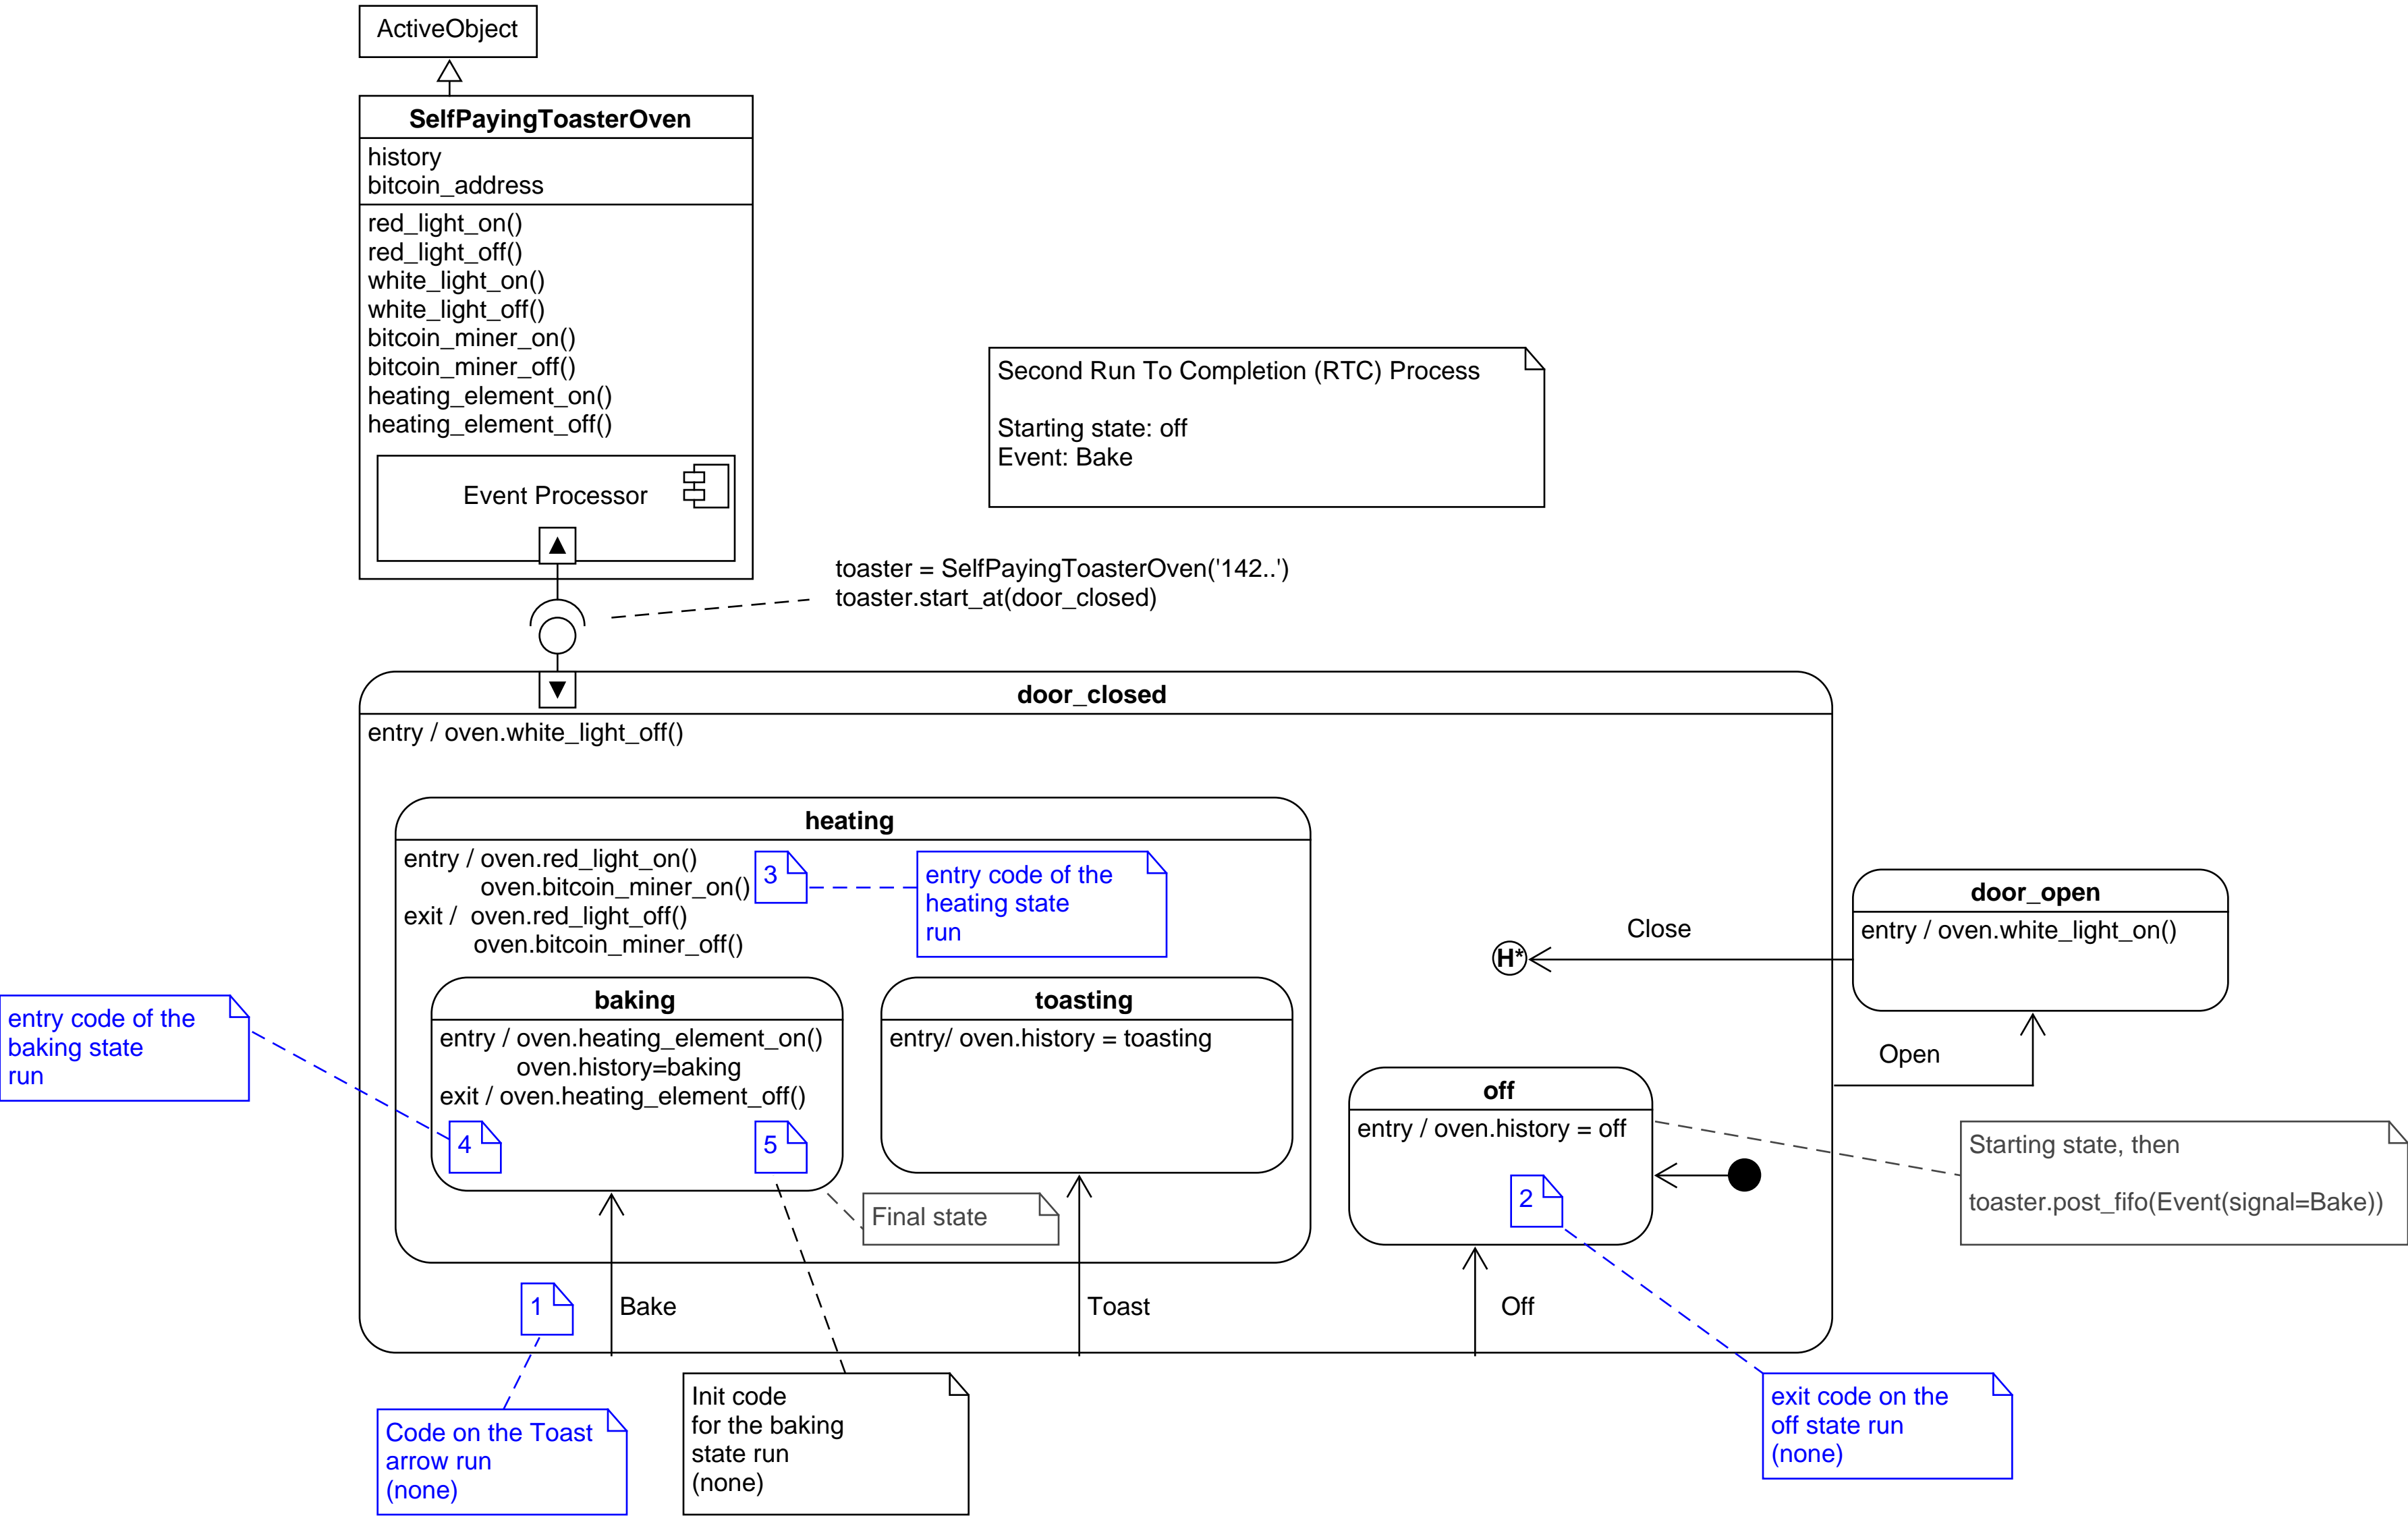 ActiveObject
SelfPayingToasterOven
history
bitcoin_address
red_light_on()
red_light_off()
white_light_on()
white_light_off()
bitcoin_miner_on()
bitcoin_miner_off()
heating_element_on()
heating_element_off()
Event Processor
Second Run To Completion (RTC) Process
Starting state: off
Event: Bake
toaster = SelfPayingToasterOven('142..')
toaster.start_at(door_closed)
door_closed
entry / oven.white_light_off()
heating
entry / oven.red_light_on()
oven.bitcoin_miner_on()
exit / oven.red_light_off()
oven.bitcoin_miner_off()
3
entry code of the
heating state
run
baking
entry / oven.heating_element_on()
oven.history=baking
exit / oven.heating_element_off()
4
5
toasting
entry/ oven.history = toasting
Final state
entry code of the
baking state
run
Close
H*
door_open
entry / oven.white_light_on()
Open
off
entry / oven.history = off
2
Starting state, then
toaster.post_fifo(Event(signal=Bake))
1
Bake
Toast
Off
Code on the Toast
arrow run
(none)
Init code
for the baking
state run
(none)
exit code on the
off state run
(none)